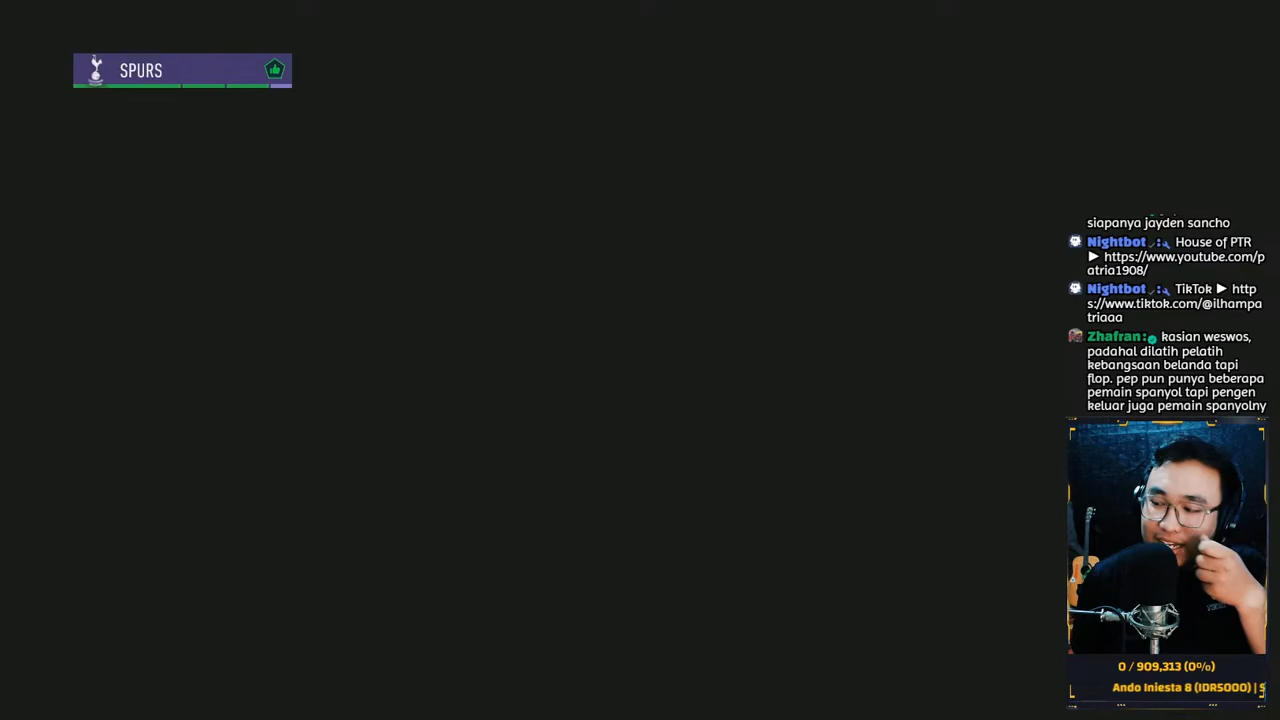 SPURS
siapanya jayden sancho
Nightbot : House of PTR
► https://www.youtube.com/p
atria1908/
Nightbot : TikTok ► http
s://www.tiktok.com/@ilhampa
triaaa
Zhafran: kasian weswos,
padahal dilatih pelatih
kebangsaan belanda tapi
flop. pep pun punya beberapa
pemain spanyol tapi pengen
keluar juga pemain spanyolny
0 / 909,313 (0%)
Ando Iniesta 8 (IDR5000) | S